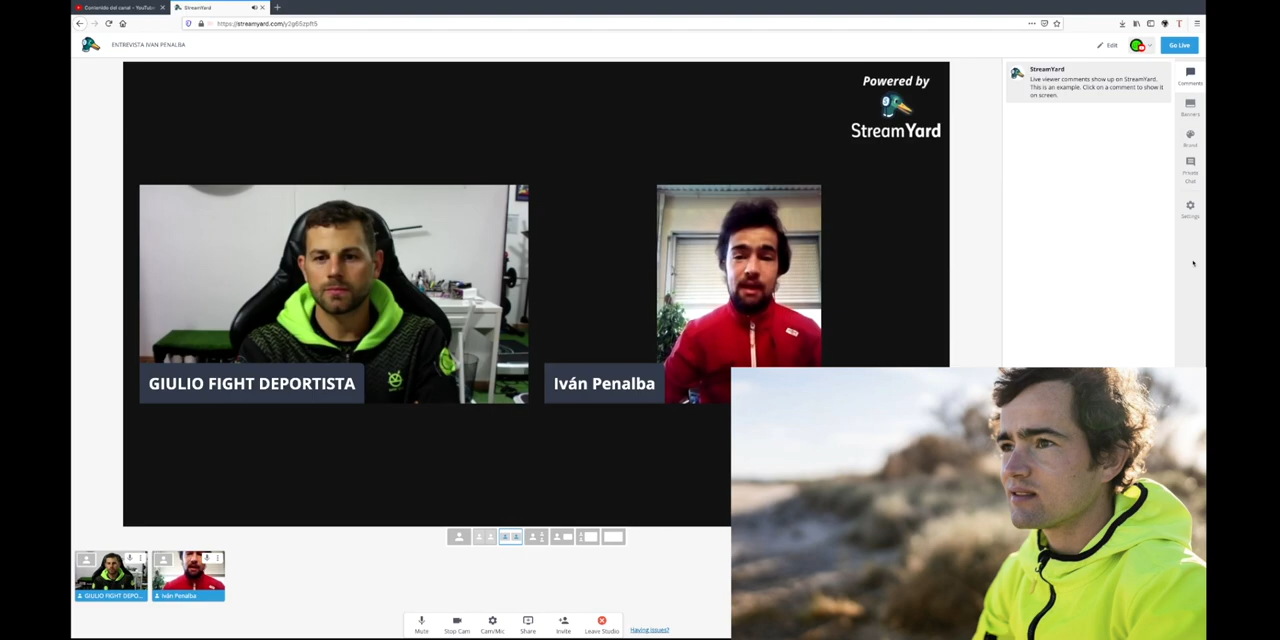 Contenido del canal - YouTub
StreamYard
https://streamyard.com/y2g65zpft5
ENTREVISTA IVAN PENALBA
Edit
Go Live
Powered by
StreamYard
StreamYard
Live viewer comments show up on StreamYard.
This is an example. Click on a comment to show it
on screen.
Comments
Banners
Brand
Private
Chat
Settings
GIULIO FIGHT DEPORTISTA
Iván Penalba
GIULIO FIGHT DEPO...
Iván Penalba
Mute
Stop Cam
Cam/Mic
Share
Invite
Leave Studio
Having issues?